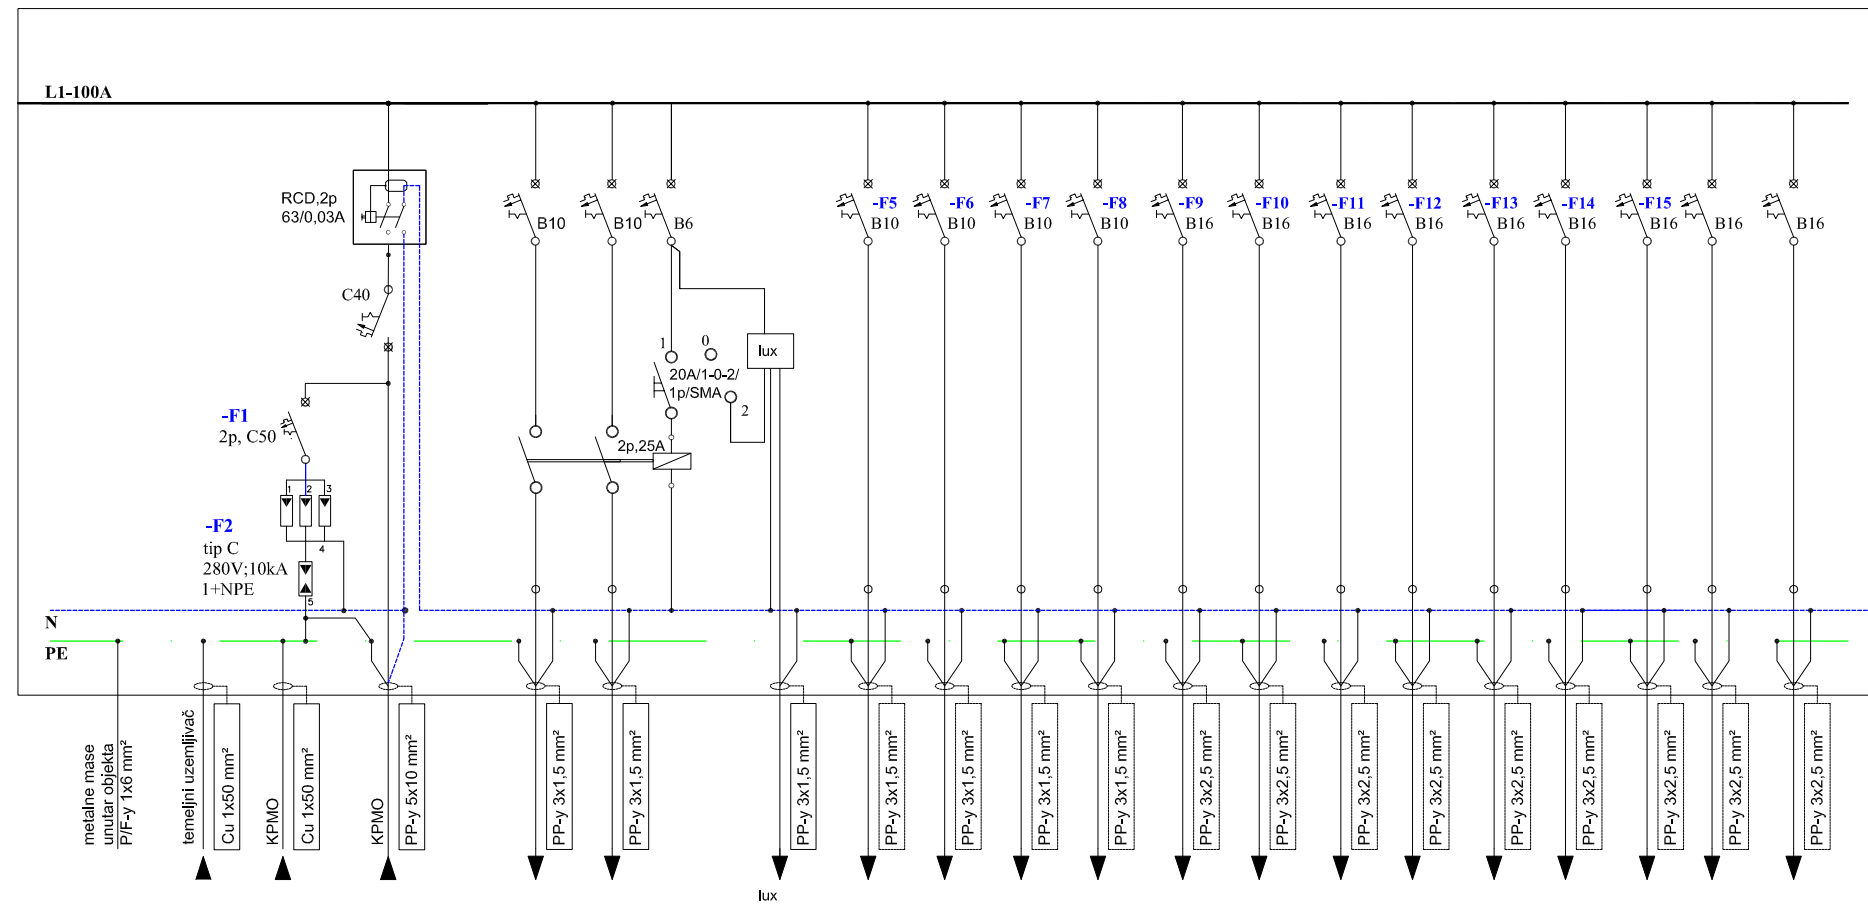 L1-100A
RCD,2p
63/0,03A
C40
-F1
2p, C50
1
2
3
4
5
-F2
tip C
280V;10kA
1+NPE
B10
B10
B6
1
0
20A/1-0-2/
1p/SMA
2
lux
2p,25A
-F5
B10
-F6
B10
-F7
B10
-F8
B10
-F9
B16
-F10
B16
-F11
B16
-F12
B16
-F13
B16
-F14
B16
-F15
B16
B16
B16
N
PE
metalne mase
unutar objekta
P/F-y 1x6 mm²
temeljni uzemljivač
Cu 1x50 mm²
KPMO
Cu 1x50 mm²
KPMO
PP-y 5x10 mm²
PP-y 3x1,5 mm²
PP-y 3x1,5 mm²
PP-y 3x1,5 mm²
lux
PP-y 3x1,5 mm²
PP-y 3x1,5 mm²
PP-y 3x1,5 mm²
PP-y 3x1,5 mm²
PP-y 3x2,5 mm²
PP-y 3x2,5 mm²
PP-y 3x2,5 mm²
PP-y 3x2,5 mm²
PP-y 3x2,5 mm²
PP-y 3x2,5 mm²
PP-y 3x2,5 mm²
PP-y 3x2,5 mm²
PP-y 3x2,5 mm²